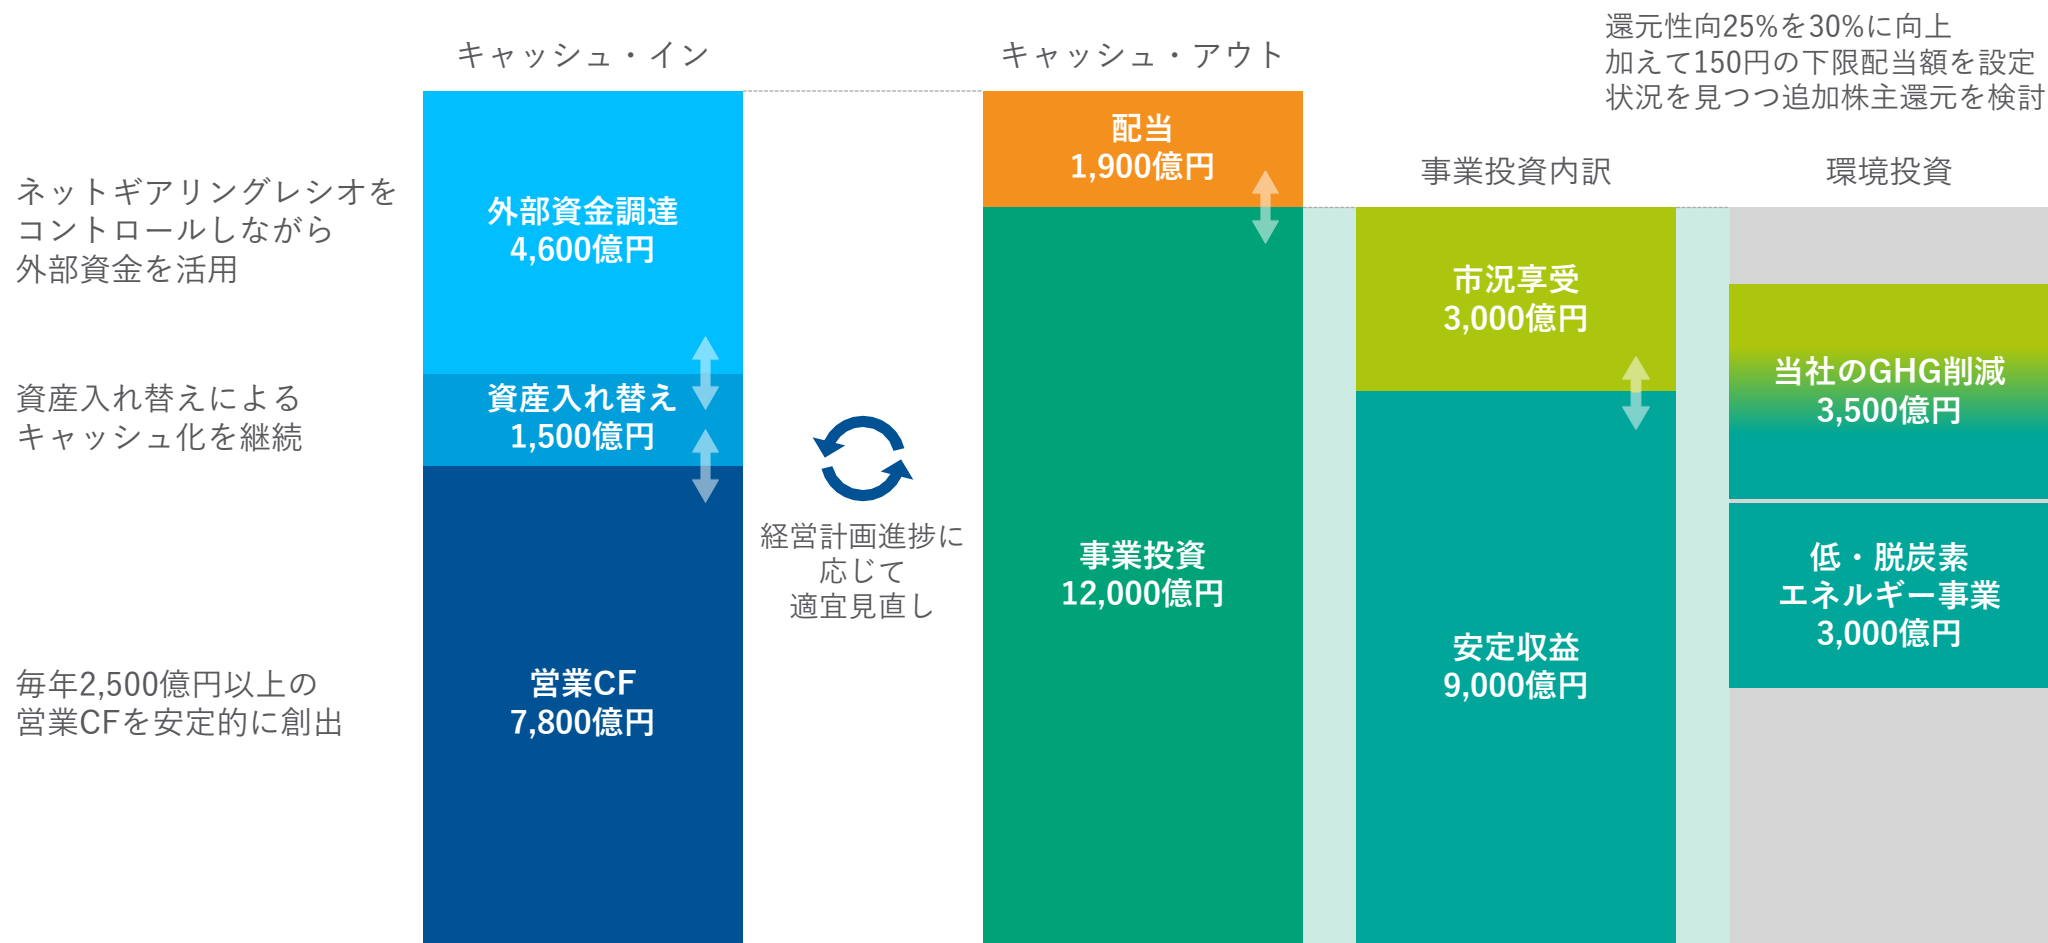 還元性向25%を30%に向上
加えて150円の下限配当額を設定
状況を見つつ追加株主還元を検討
キャッシュ・イン
キャッシュ・アウト
事業投資内訳
環境投資
ネットギアリングレシオを
コントロールしながら
外部資金を活用
資産入れ替えによる
キャッシュ化を継続
毎年2,500億円以上の
営業CFを安定的に創出
外部資金調達
4,600億円
資産入れ替え
1,500億円
営業CF
7,800億円
経営計画進捗に
応じて
適宜見直し
配当
1,900億円
事業投資
12,000億円
市況享受
3,000億円
安定収益
9,000億円
当社のGHG削減
3,500億円
低・脱炭素
エネルギー事業
3,000億円